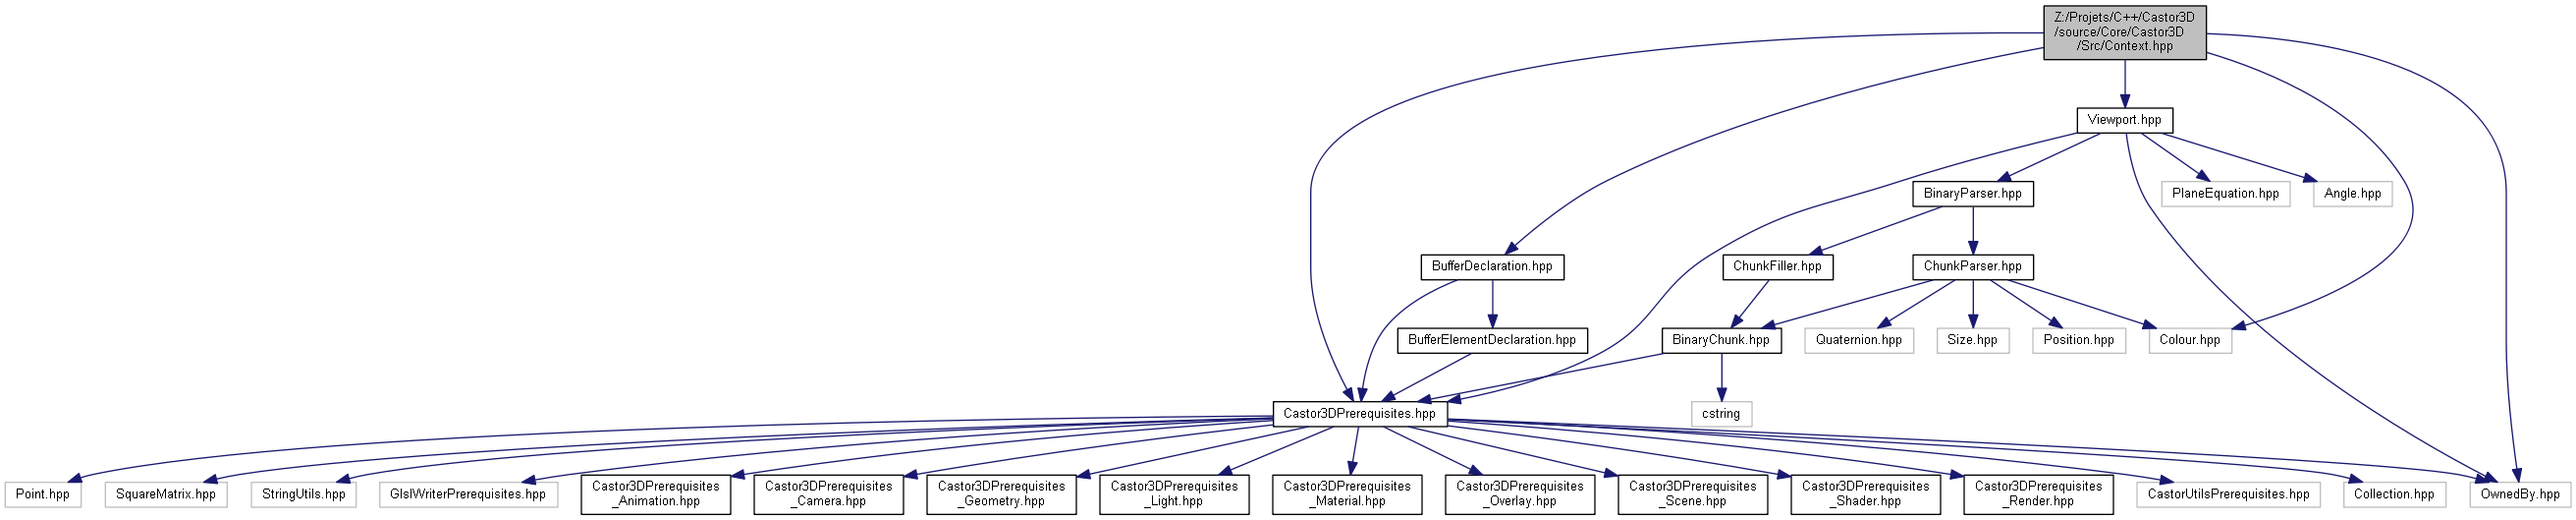 Z:/Projets/C++/Castor3D
/source/Core/Castor3D
/Src/Context.hpp
Viewport.hpp
BinaryParser.hpp
PlaneEquation.hpp
Angle.hpp
BufferDeclaration.hpp
ChunkFiller.hpp
ChunkParser.hpp
BufferElementDeclaration.hpp
BinaryChunk.hpp
Quaternion.hpp
Size.hpp
Position.hpp
Colour.hpp
Castor3DPrerequisites.hpp
cstring
Point.hpp
SquareMatrix.hpp
StringUtils.hpp
GlslWriterPrerequisites.hpp
Castor3DPrerequisites
_Animation.hpp
Castor3DPrerequisites
_Camera.hpp
Castor3DPrerequisites
_Geometry.hpp
Castor3DPrerequisites
_Light.hpp
Castor3DPrerequisites
_Material.hpp
Castor3DPrerequisites
_Overlay.hpp
Castor3DPrerequisites
_Scene.hpp
Castor3DPrerequisites
_Shader.hpp
Castor3DPrerequisites
_Render.hpp
CastorUtilsPrerequisites.hpp
Collection.hpp
OwnedBy.hpp